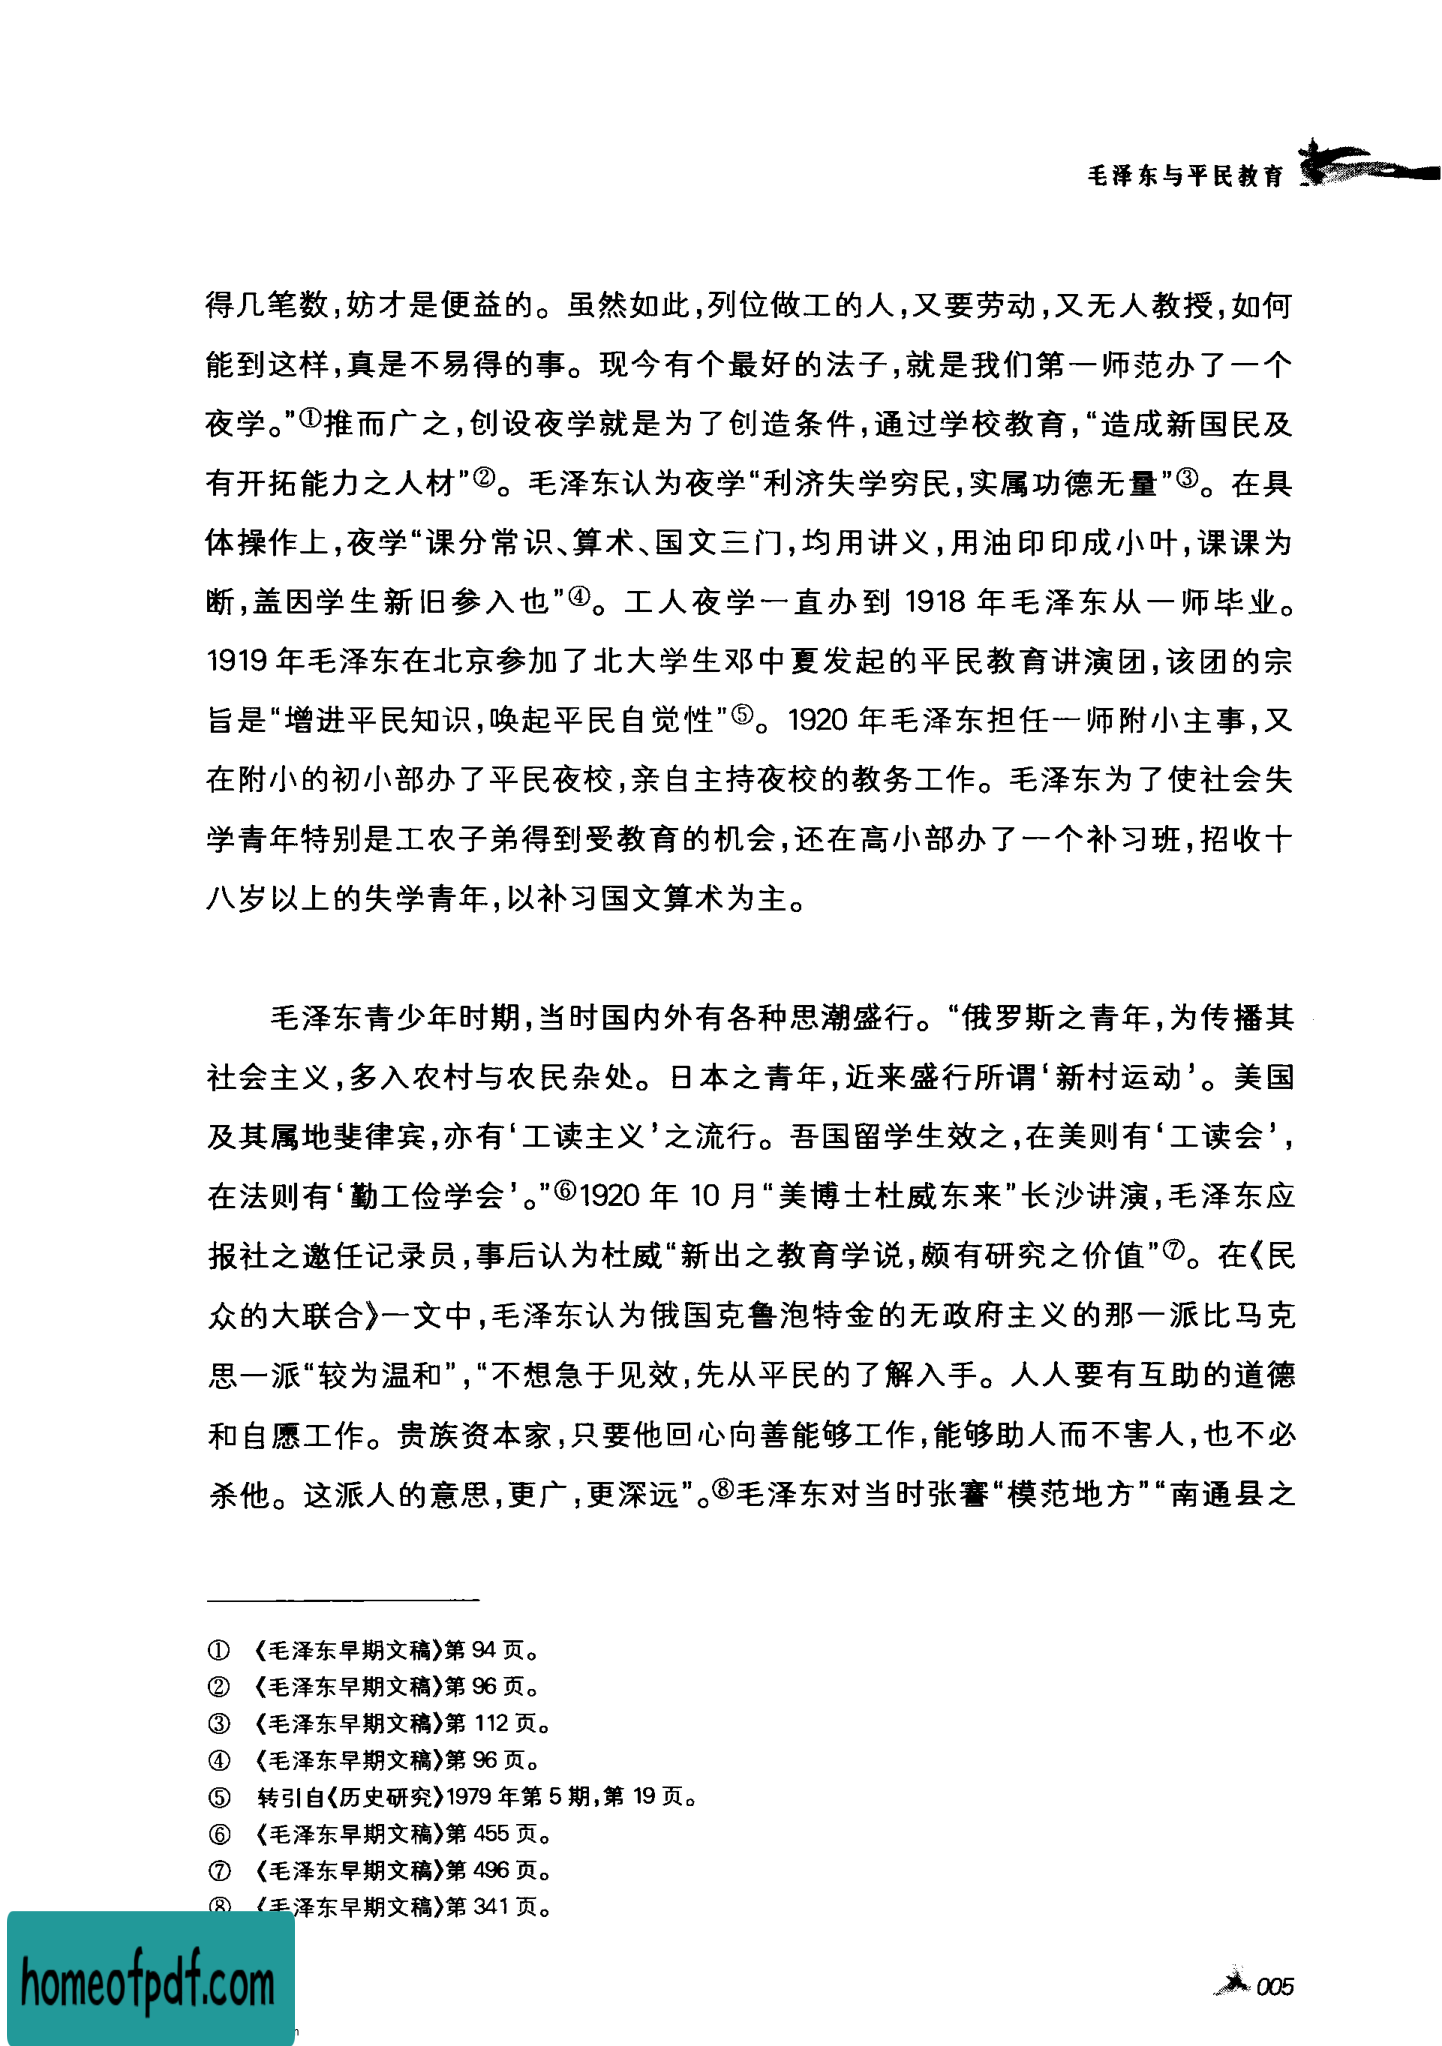 毛泽东与平民教育
得几笔数,妨才是便益的。虽然如此,列位做工的人,又要劳动,又无人教授,如何
能到这样,真是不易得的事。现今有个最好的法子,就是我们第一师范办了一个
夜学。”①推而广之,创设夜学就是为了创造条件,通过学校教育,“造成新国民及
有开拓能力之人材”②。毛泽东认为夜学“利济失学穷民,实属功德无量”③。在具
体操作上,夜学“课分常识、算术、国文三门,均用讲义,用油印印成小叶,课课为
断,盖因学生新旧参入也”④。工人夜学一直办到 1918 年毛泽东从一师毕业。
1919 年毛泽东在北京参加了北大学生邓中夏发起的平民教育讲演团,该团的宗
旨是“增进平民知识,唤起平民自觉性”⑤。1920 年毛泽东担任一师附小主事,又
在附小的初小部办了平民夜校,亲自主持夜校的教务工作。毛泽东为了使社会失
学青年特别是工农子弟得到受教育的机会,还在高小部办了一个补习班,招收十
八岁以上的失学青年,以补习国文算术为主。
毛泽东青少年时期,当时国内外有各种思潮盛行。“俄罗斯之青年,为传播其
社会主义,多入农村与农民杂处。日本之青年,近来盛行所谓‘新村运动’。美国
及其属地斐律宾,亦有‘工读主义’之流行。吾国留学生效之,在美则有‘工读会’,
在法则有‘勤工俭学会’。”⑥1920 年 10 月“美博士杜威东来”长沙讲演,毛泽东应
报社之邀任记录员,事后认为杜威“新出之教育学说,颇有研究之价值”⑦。在《民
众的大联合》一文中,毛泽东认为俄国克鲁泡特金的无政府主义的那一派比马克
思一派“较为温和”,“不想急于见效,先从平民的了解入手。人人要有互助的道德
和自愿工作。贵族资本家,只要他回心向善能够工作,能够助人而不害人,也不必
杀他。这派人的意思,更广,更深远”。⑧毛泽东对当时张謇“模范地方”“南通县之
① 《毛泽东早期文稿》第 94 页。
② 《毛泽东早期文稿》第 96 页。
③ 《毛泽东早期文稿》第 112 页。
④ 《毛泽东早期文稿》第 96 页。
⑤ 转引自《历史研究》1979 年第 5 期,第 19 页。
⑥ 《毛泽东早期文稿》第 455 页。
⑦ 《毛泽东早期文稿》第 496 页。
⑧ 《毛泽东早期文稿》第 341 页。
homeofpdf.com
005